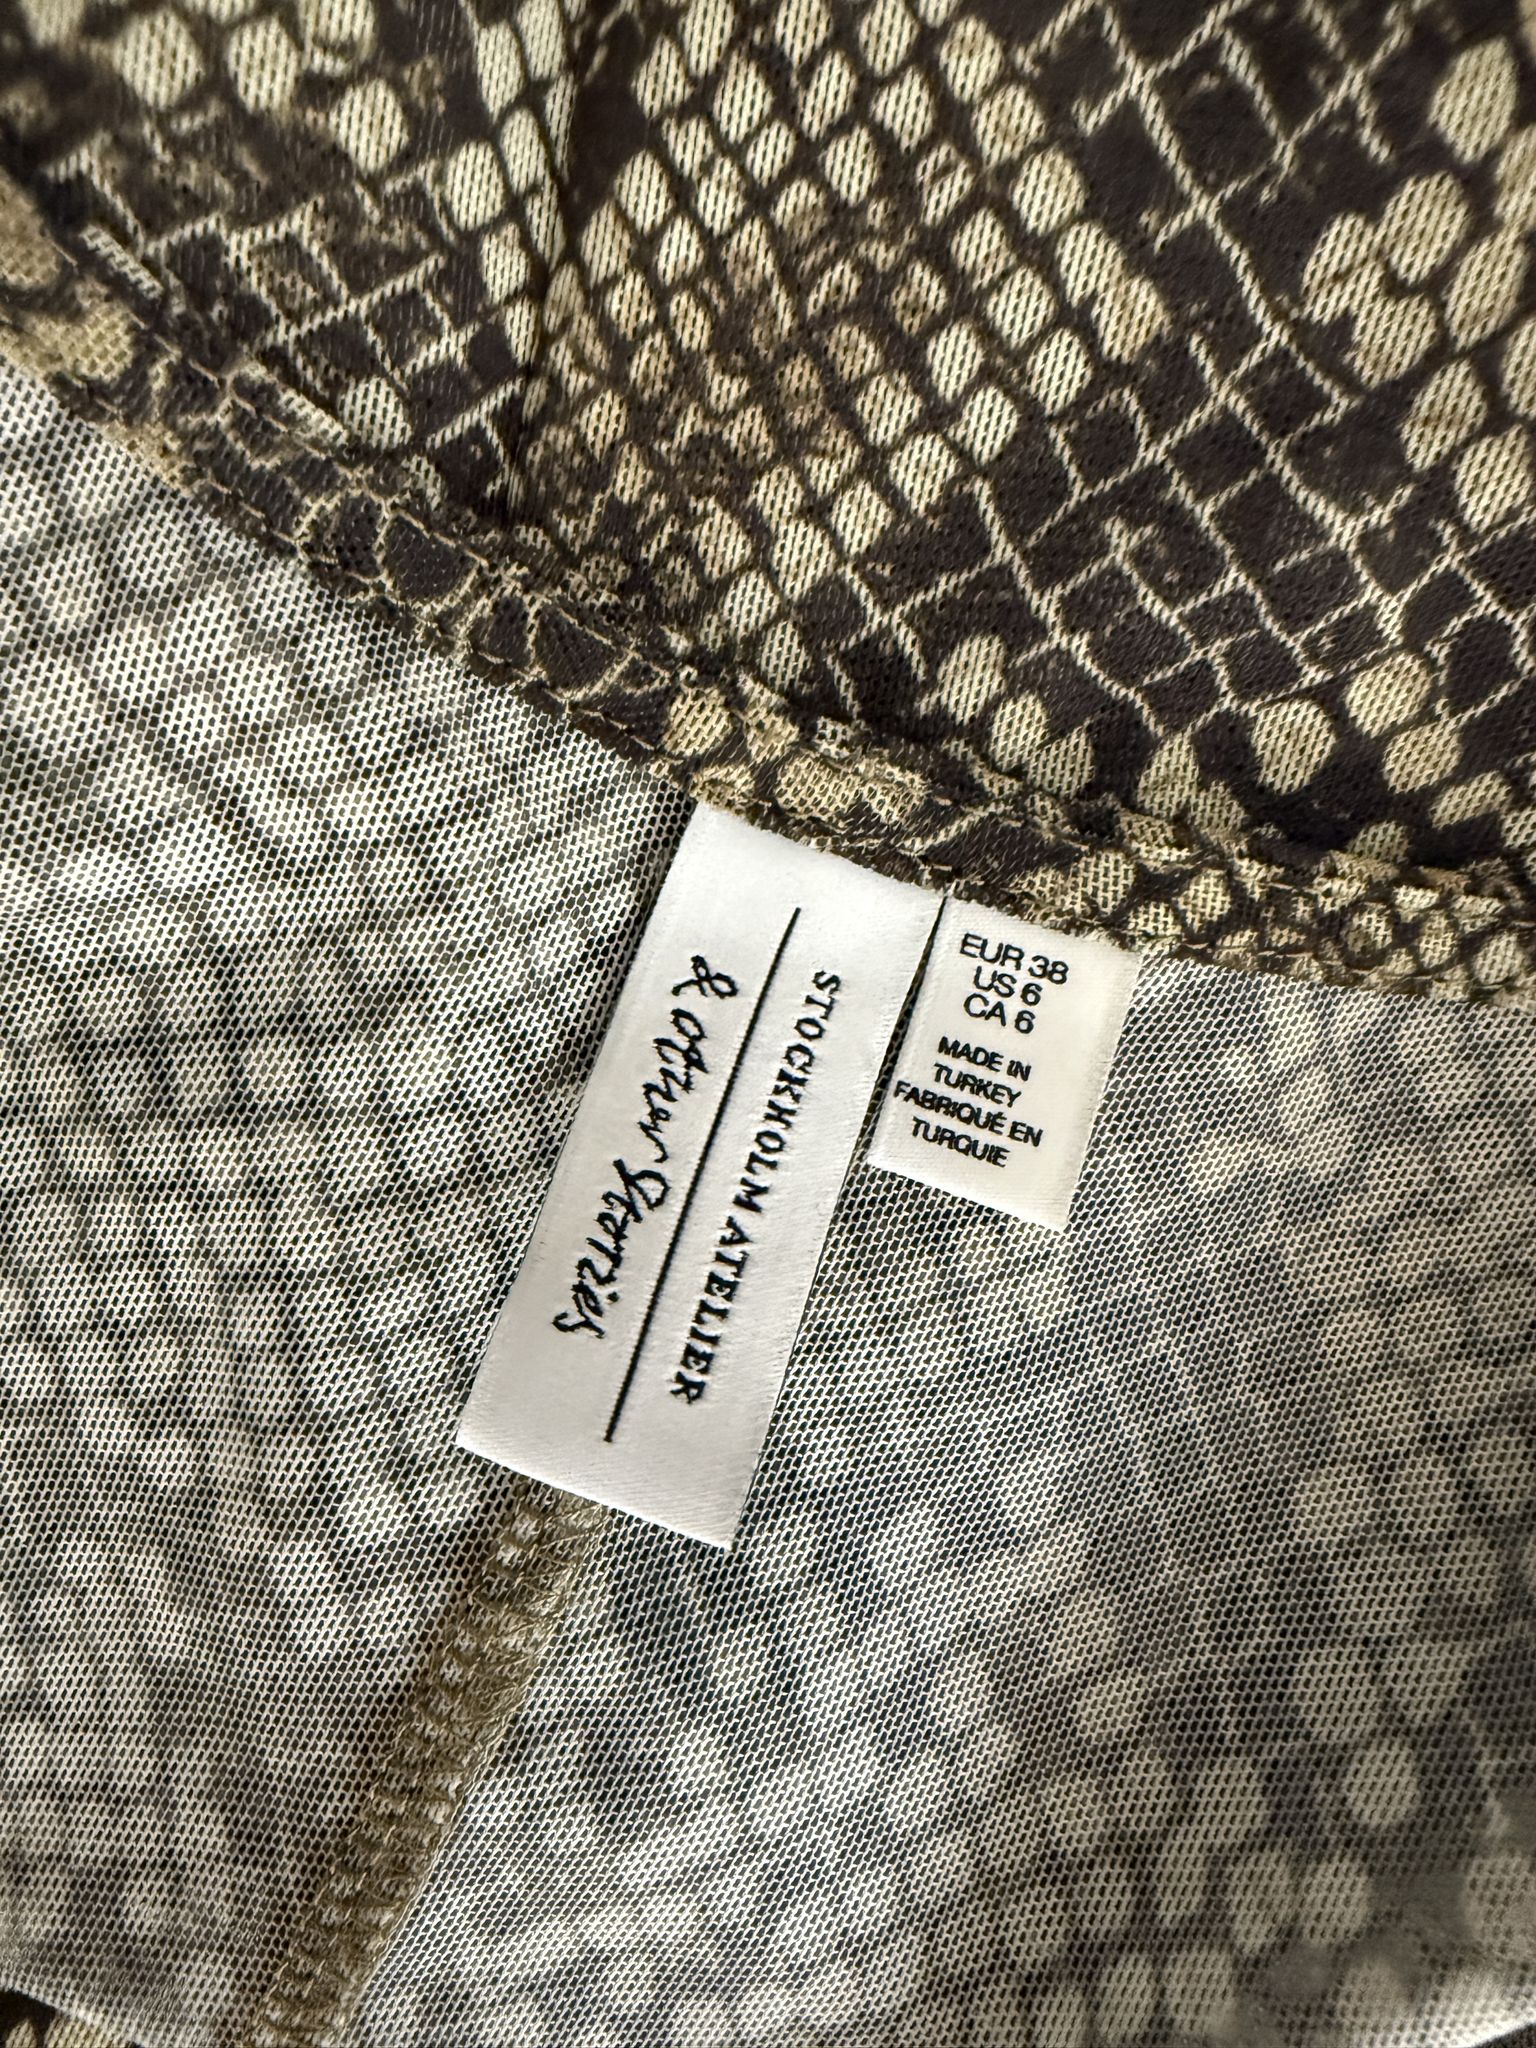 STOCKHOLM ATELIER
& other Stories
EUR 38
US 6
CA 6
MADE IN
TURKEY
FABRIQUÉ EN
TURQUIE